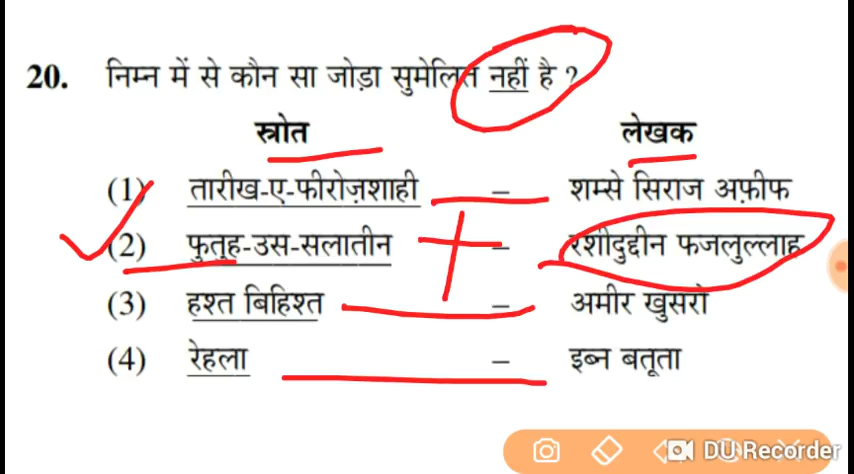 20. निम्न में से कौन सा जोड़ा सुमेलित नहीं है ?
स्त्रोत लेखक
(1) तारीख-ए-फीरोज़शाही – शम्से सिराज अफ़ीफ
(2) फुतुह-उस-सलातीन – रशीदुद्दीन फजलुल्लाह
(3) हश्त बिहिश्त – अमीर खुसरो
(4) रेहला – इब्न बतूता
DU Recorder